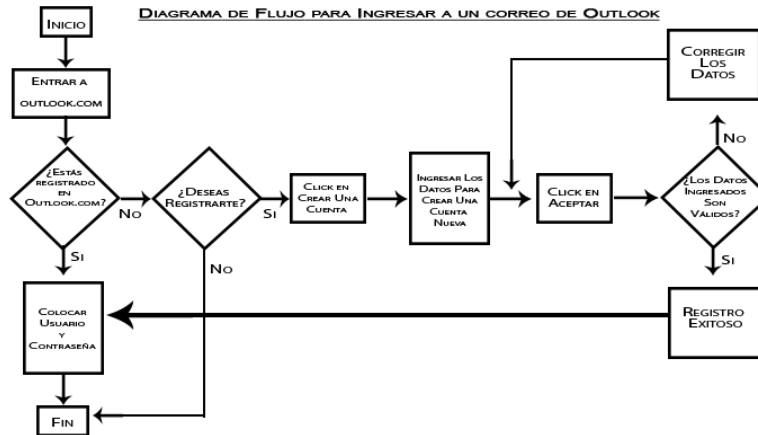 Diagrama de Flujo para Ingresar a un correo de Outlook
Inicio
Entrar a
outlook.com
¿Estás
registrado
en
Outlook.com?
No
Si
¿Deseas
Registrarte?
Si
No
Click en
Crear Una
Cuenta
Ingresar Los
Datos Para
Crear Una
Cuenta
Nueva
Click en
Aceptar
¿Los Datos
Ingresados
Son
Válidos?
No
Corregir
Los
Datos
Si
Registro
Exitoso
Colocar
Usuario
y
Contraseña
Fin